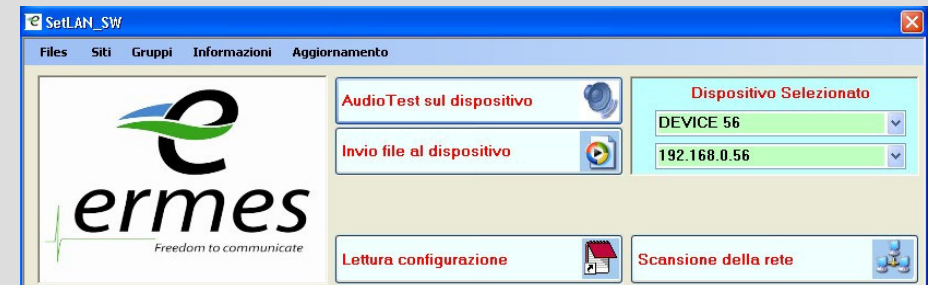 SetLAN_SW
Files Siti Gruppi Informazioni Aggiornamento
AudioTest sul dispositivo
Dispositivo Selezionato
DEVICE 56
Invio file al dispositivo
192.168.0.56
ermes
Freedom to communicate
Lettura configurazione
Scansione della rete